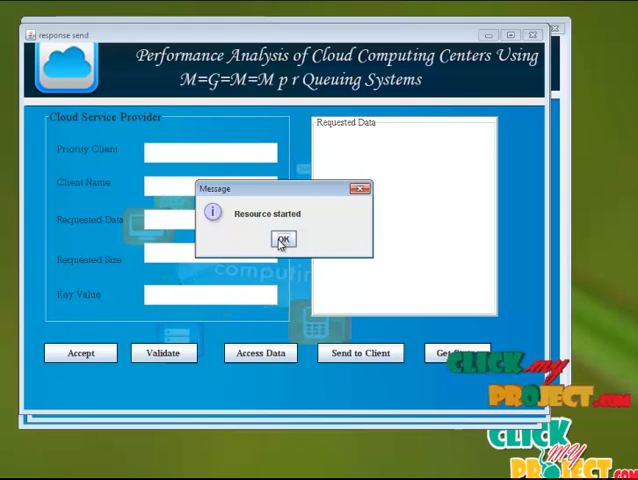 response send
Performance Analysis of Cloud Computing Centers Using
M=G=M=M p r Queuing Systems
Cloud Service Provider
Requested Data
Priority Client
Client Name
Requested Data
Requested Size
Key Value
Message
Resource started
OK
computing
Accept
Validate
Access Data
Send to Client
Get
CLICK my
PROJECT.COM
CLICK
my
PROJECT.COM